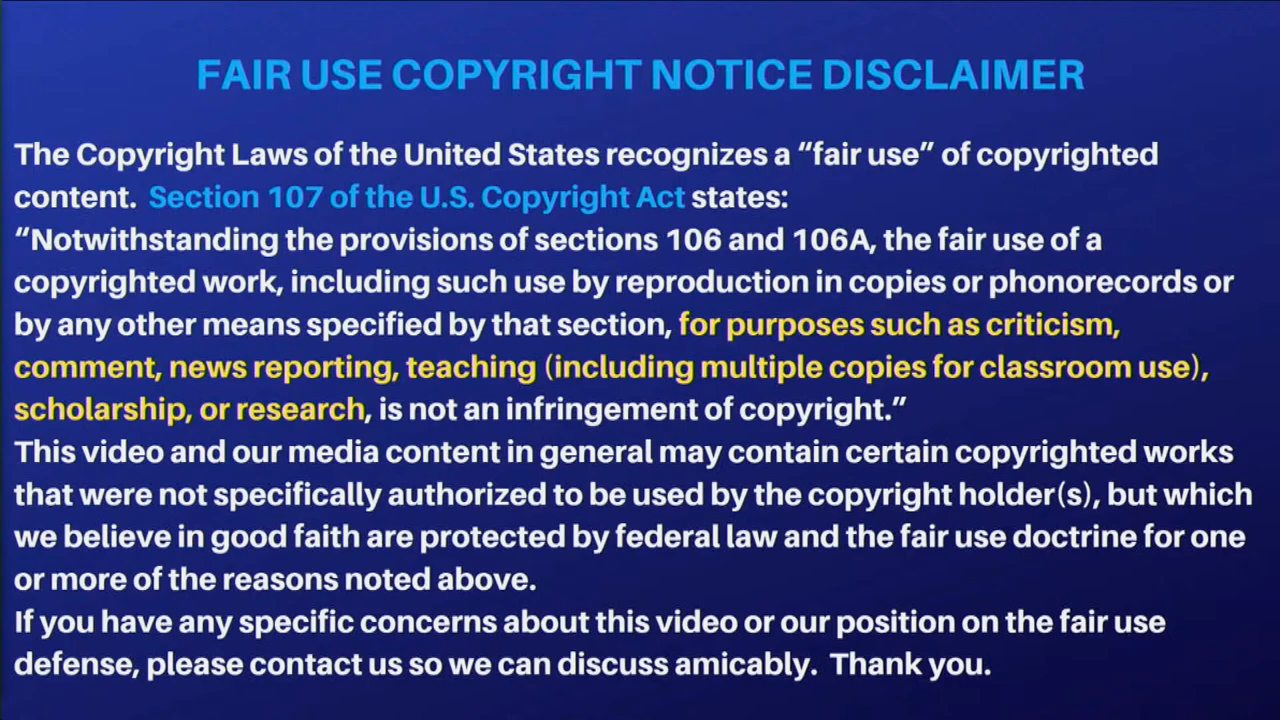 FAIR USE COPYRIGHT NOTICE DISCLAIMER
The Copyright Laws of the United States recognizes a “fair use” of copyrighted
content. Section 107 of the U.S. Copyright Act states:
“Notwithstanding the provisions of sections 106 and 106A, the fair use of a
copyrighted work, including such use by reproduction in copies or phonorecords or
by any other means specified by that section, for purposes such as criticism,
comment, news reporting, teaching (including multiple copies for classroom use),
scholarship, or research, is not an infringement of copyright.”
This video and our media content in general may contain certain copyrighted works
that were not specifically authorized to be used by the copyright holder(s), but which
we believe in good faith are protected by federal law and the fair use doctrine for one
or more of the reasons noted above.
If you have any specific concerns about this video or our position on the fair use
defense, please contact us so we can discuss amicably. Thank you.